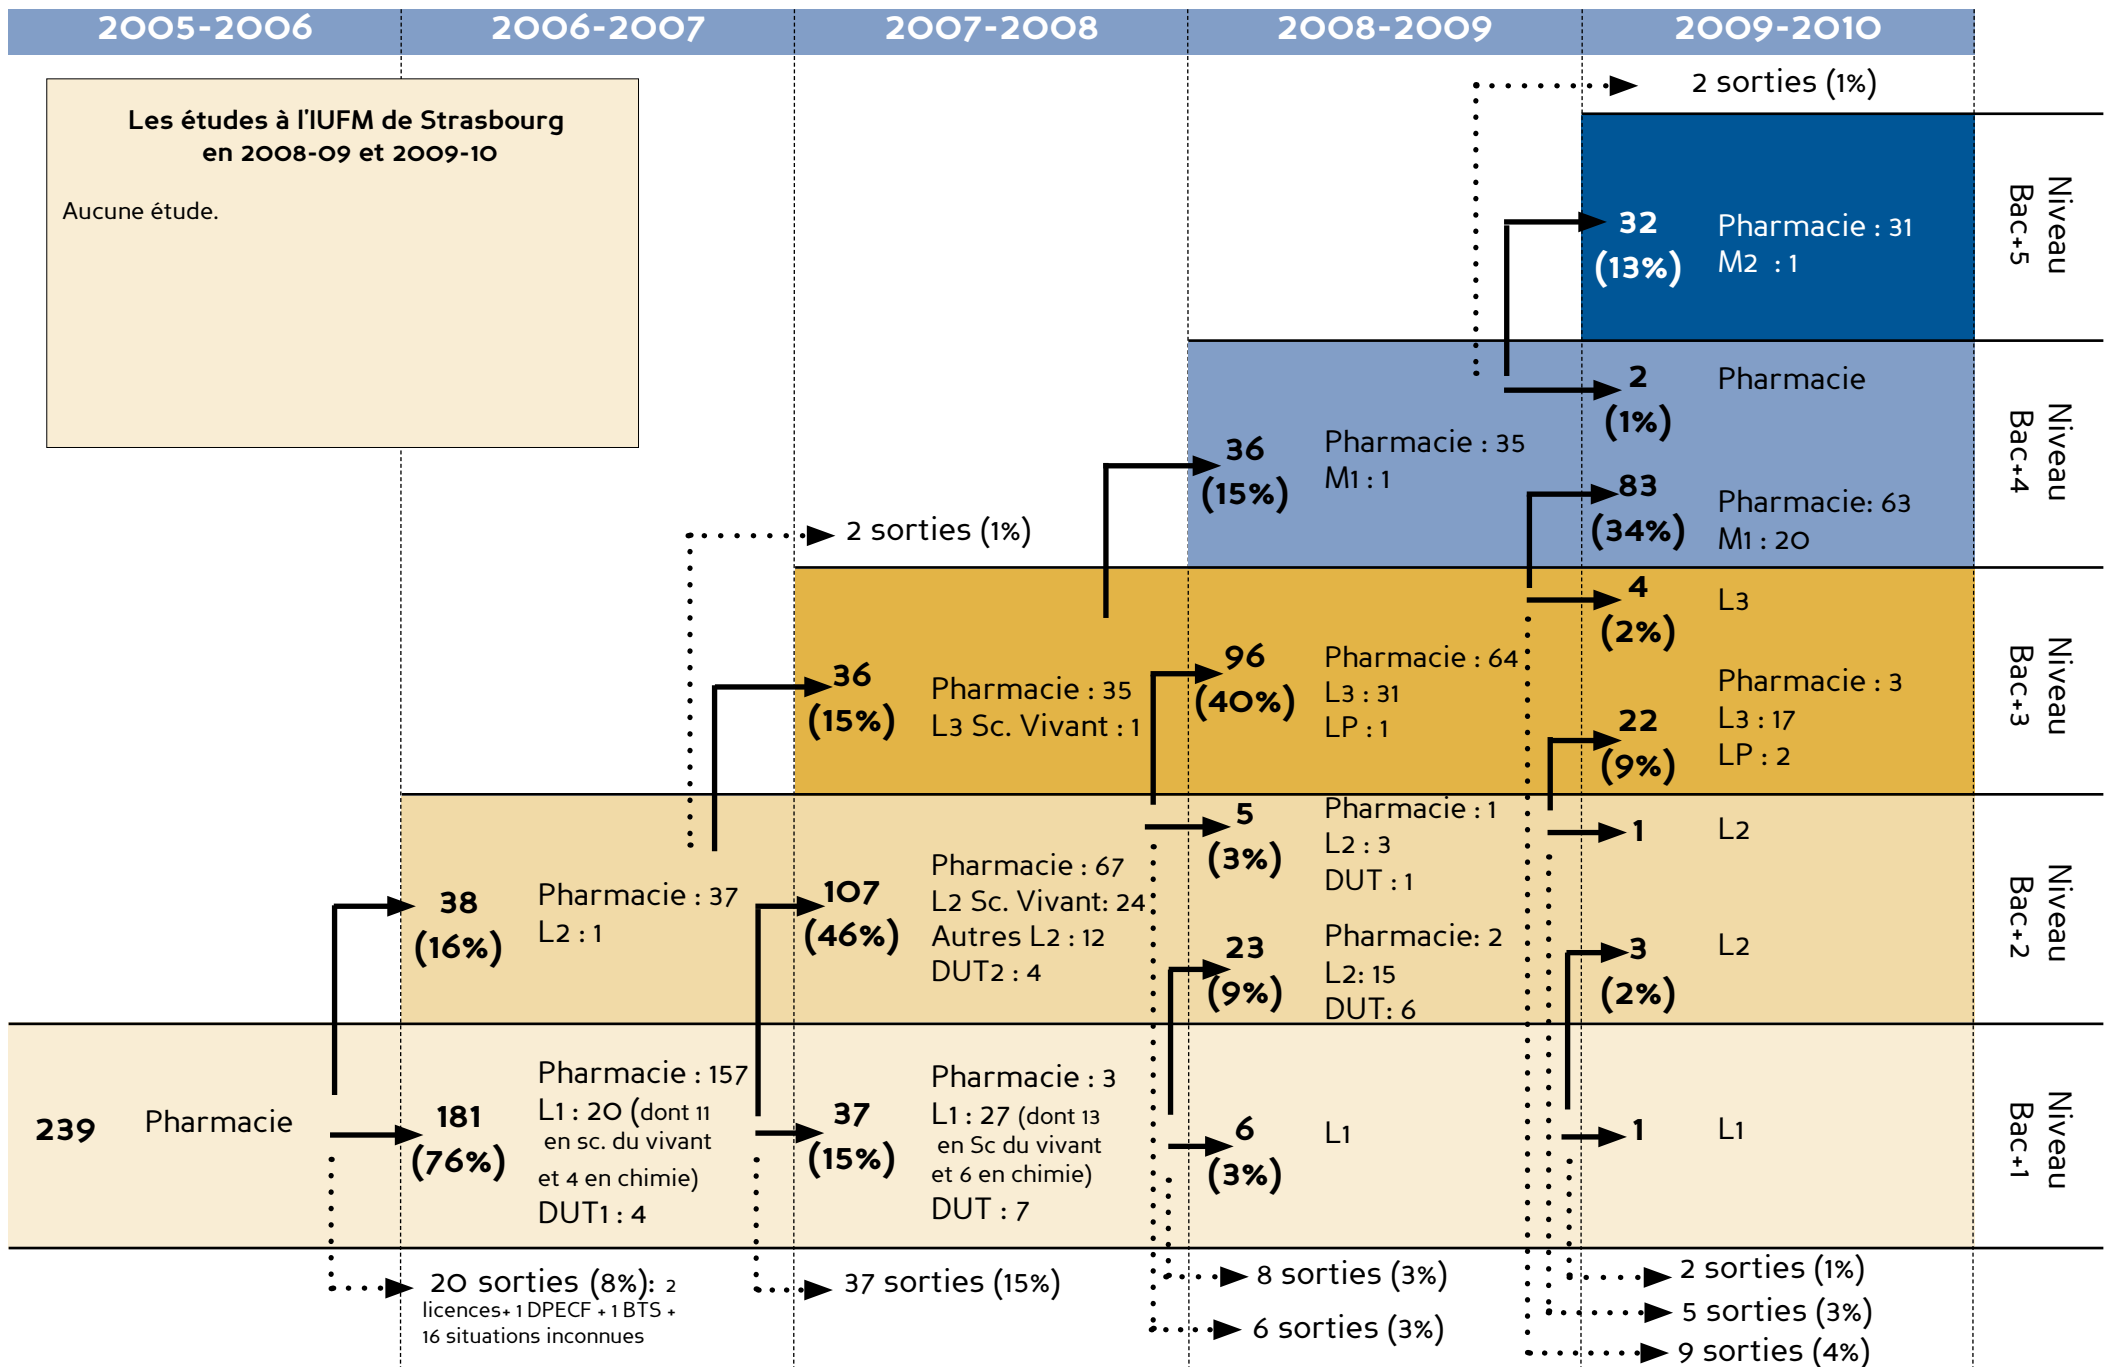 2005-2006
2006-2007
2007-2008
2008-2009
2009-2010
Les études à l'IUFM de Strasbourg
en 2008-09 et 2009-10
Aucune étude.
2 sorties (1%)
32
(13%)
Pharmacie : 31
M2 : 1
Niveau
Bac+5
2
(1%)
Pharmacie
36
(15%)
Pharmacie : 35
M1 : 1
83
(34%)
Pharmacie: 63
M1 : 20
Niveau
Bac+4
2 sorties (1%)
4
(2%)
L3
36
(15%)
Pharmacie : 35
L3 Sc. Vivant : 1
96
(40%)
Pharmacie : 64
L3 : 31
LP : 1
22
(9%)
Pharmacie : 3
L3 : 17
LP : 2
Niveau
Bac+3
5
(3%)
Pharmacie : 1
L2 : 3
DUT : 1
1
L2
38
(16%)
Pharmacie : 37
L2 : 1
107
(46%)
Pharmacie : 67
L2 Sc. Vivant: 24
Autres L2 : 12
DUT2 : 4
23
(9%)
Pharmacie: 2
L2: 15
DUT: 6
3
(2%)
L2
Niveau
Bac+2
239
Pharmacie
181
(76%)
Pharmacie : 157
L1 : 20 (dont 11
en sc. du vivant
et 4 en chimie)
DUT1 : 4
37
(15%)
Pharmacie : 3
L1 : 27 (dont 13
en Sc du vivant
et 6 en chimie)
DUT : 7
6
(3%)
L1
1
L1
Niveau
Bac+1
20 sorties (8%): 2
licences+ 1 DPECF + 1 BTS +
16 situations inconnues
37 sorties (15%)
8 sorties (3%)
6 sorties (3%)
2 sorties (1%)
5 sorties (3%)
9 sorties (4%)